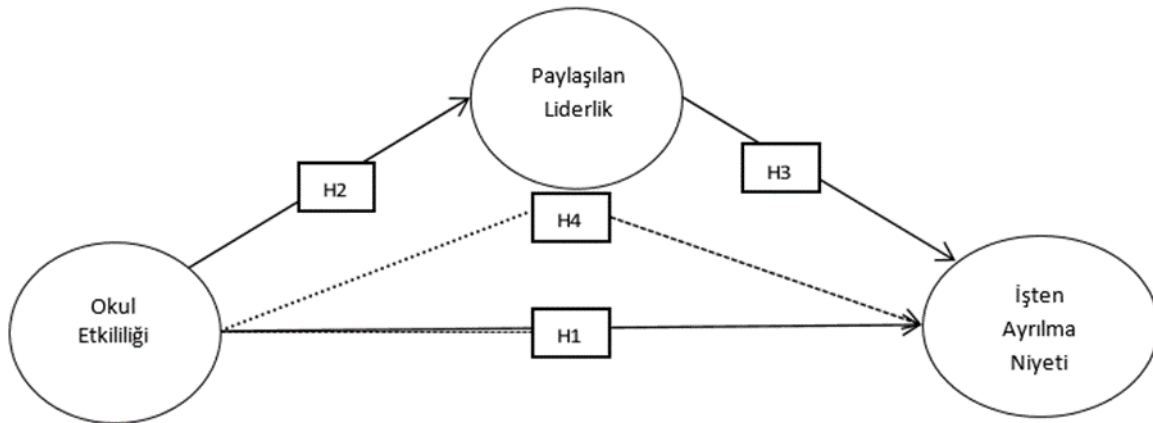 Paylaşılan
Liderlik
H2
H3
H4
Okul
Etkililiği
H1
İşten
Ayrılma
Niyeti